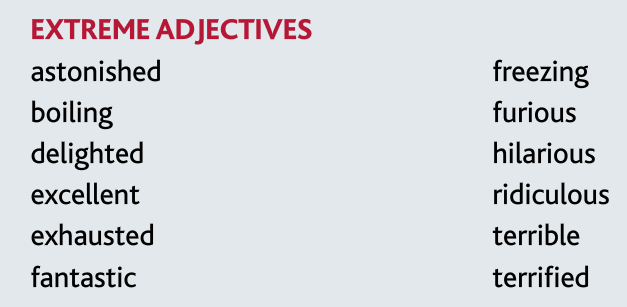 EXTREME ADJECTIVES
astonished
boiling
delighted
excellent
exhausted
fantastic
freezing
furious
hilarious
ridiculous
terrible
terrified